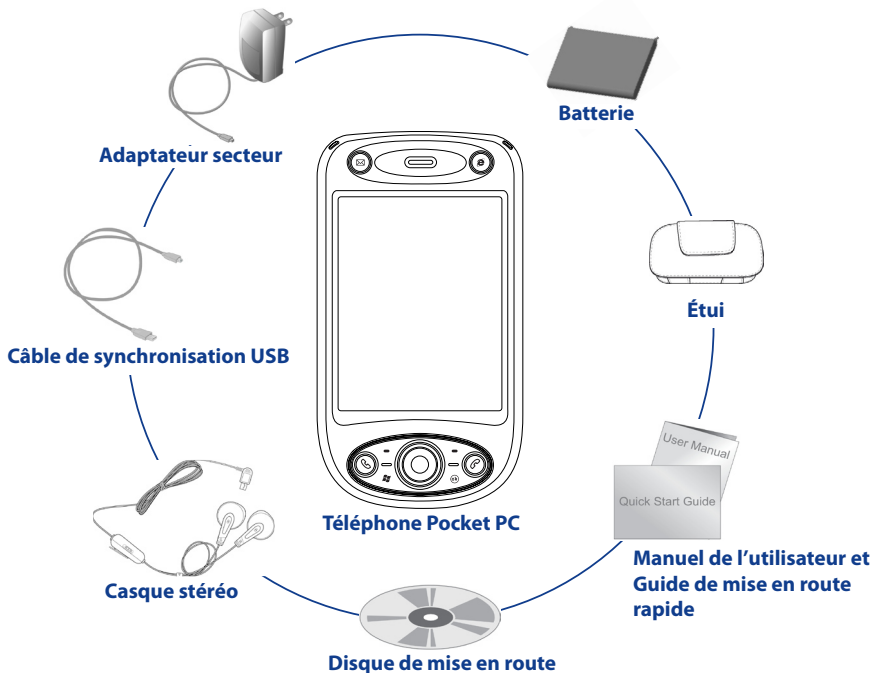 Adaptateur secteur
Batterie
Étui
Câble de synchronisation USB
User Manual
Quick Start Guide
Téléphone Pocket PC
Manuel de l’utilisateur et
Guide de mise en route
rapide
Casque stéréo
Disque de mise en route